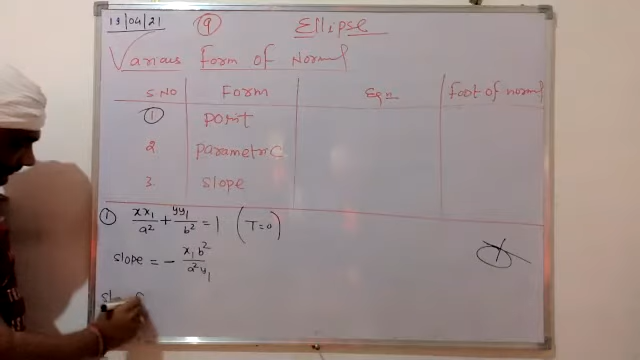 19/04/21
9
Ellipse
Various Form of Normal
S.NO Form Eqn Foot of normal
1 point
2 parametric
3. slope
1 xx₁/a² + yy₁/b² = 1 (T=0)
slope = - x₁b²/a²y₁